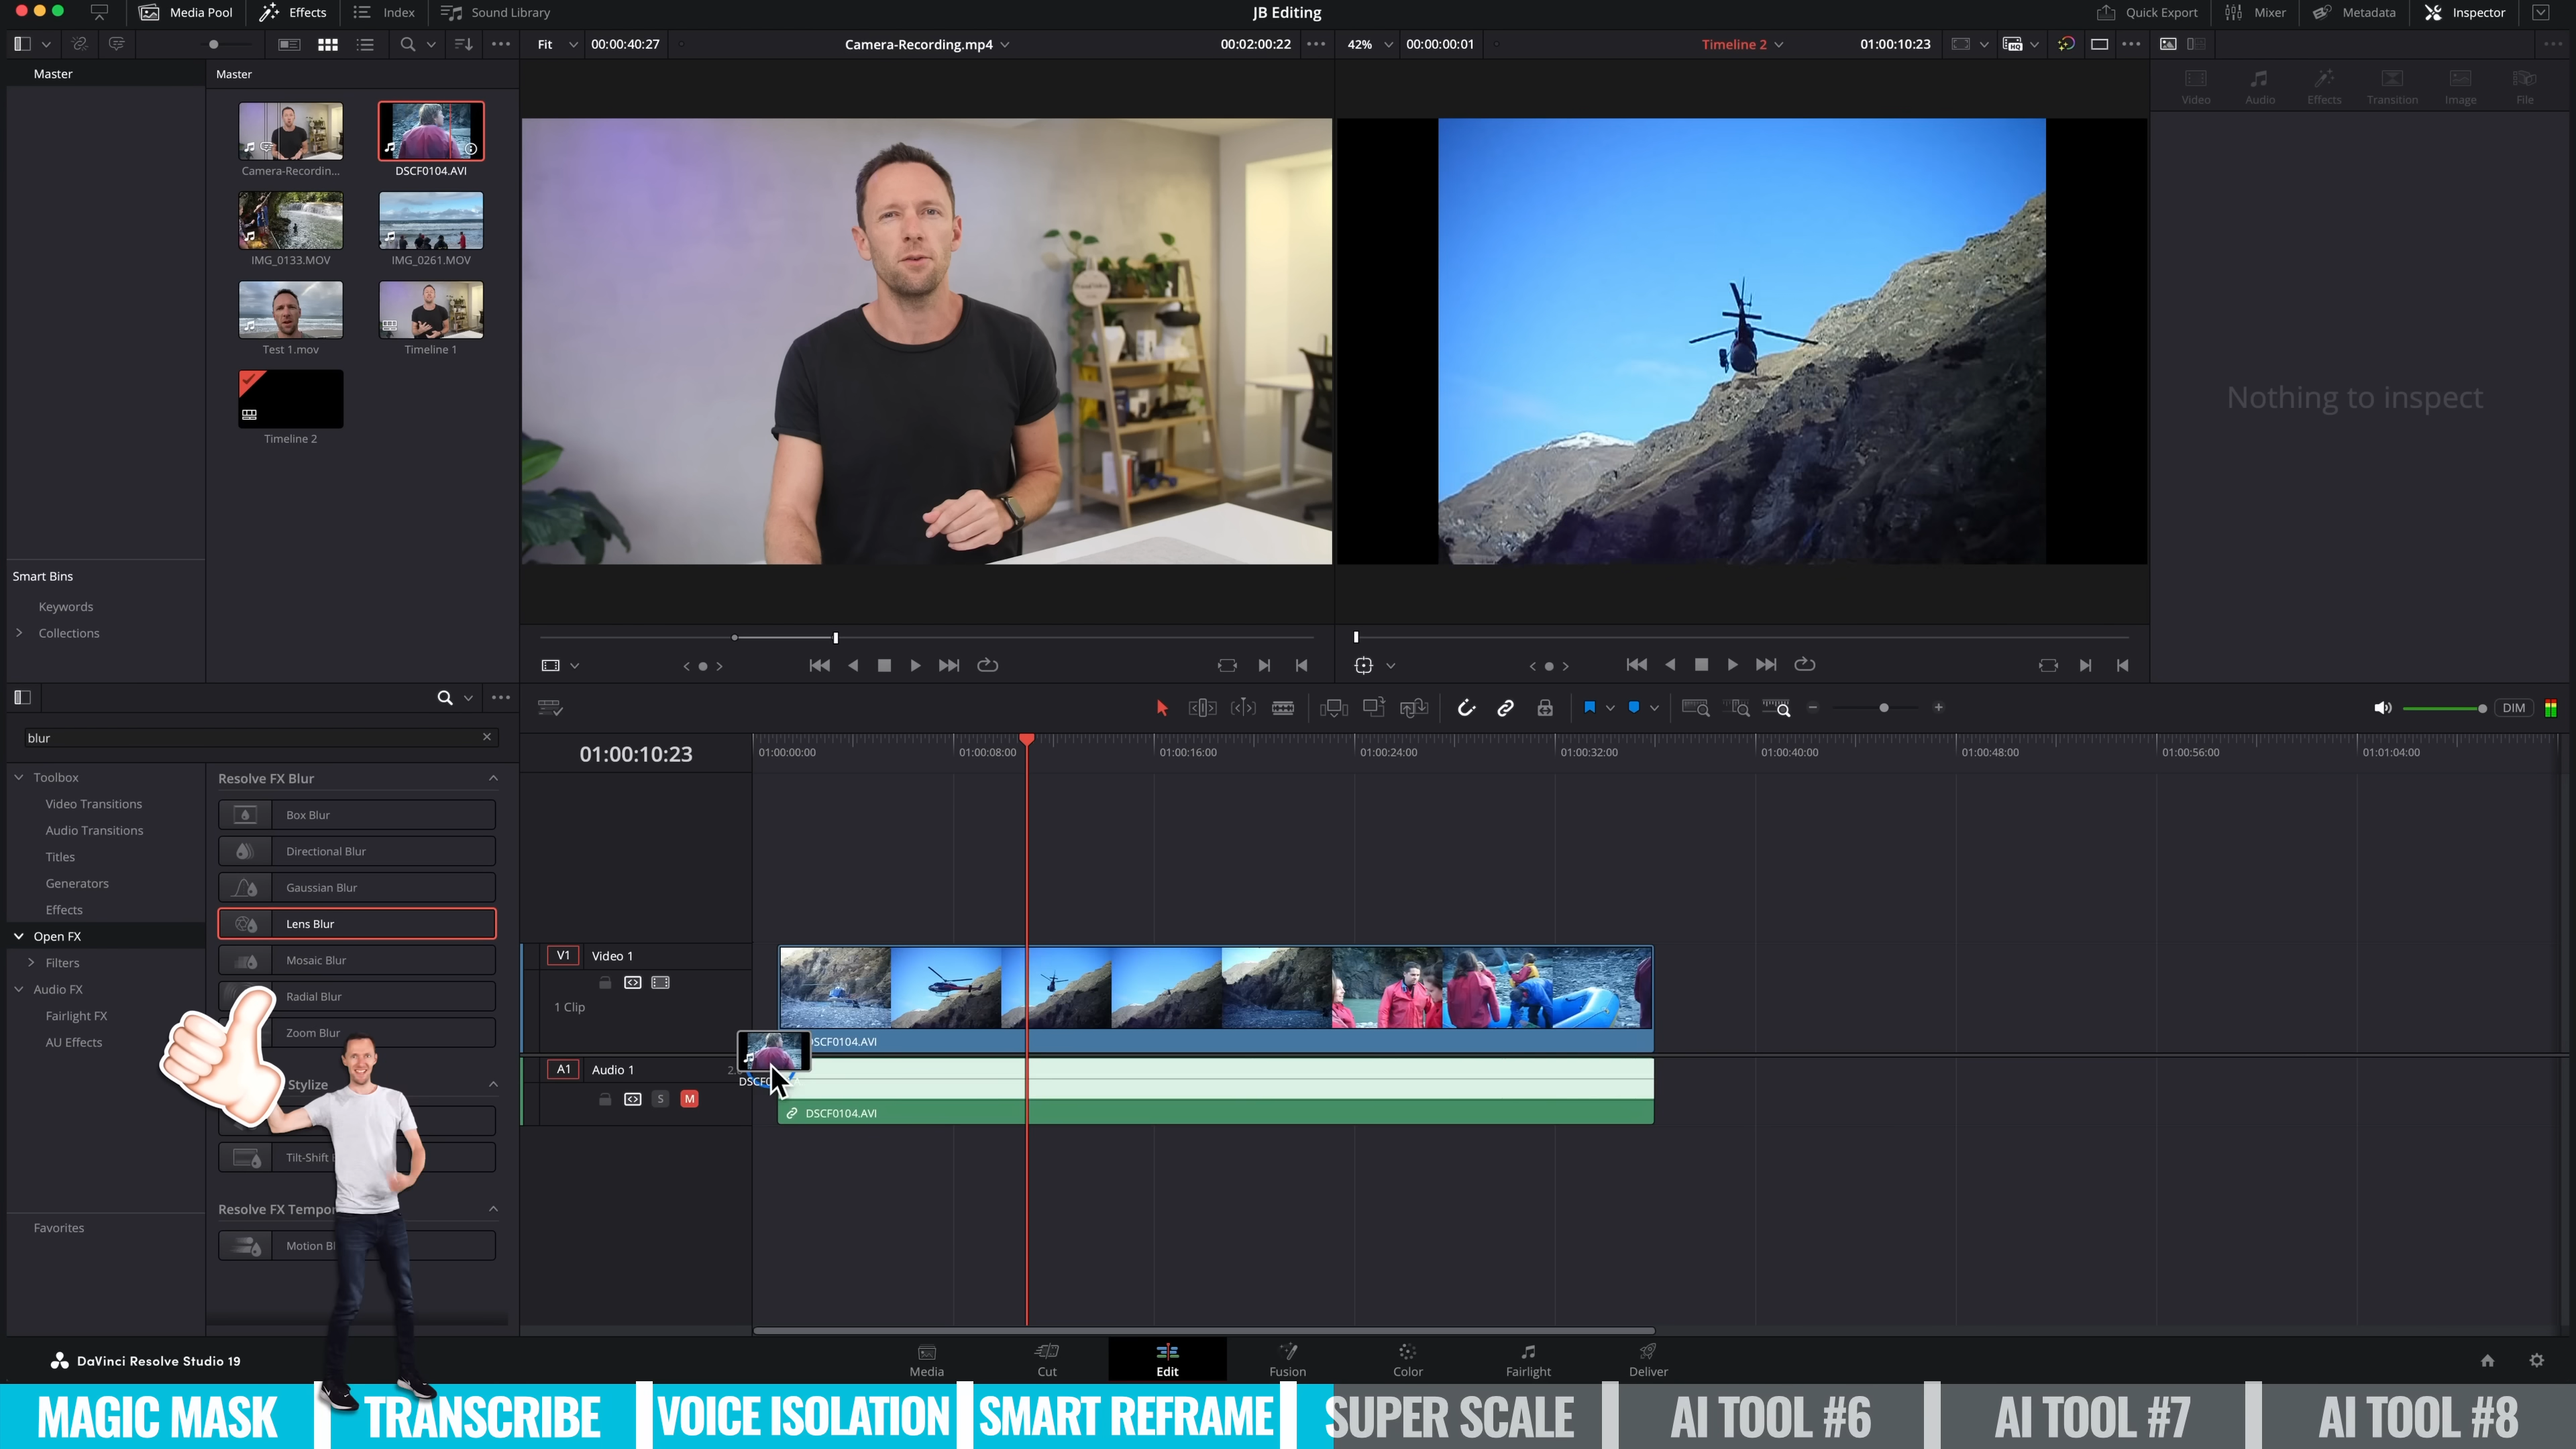 Media Pool
Effects
Index
Sound Library
JB Editing
Quick Export
Mixer
Metadata
Inspector
Fit
00:00:40:27
Camera-Recording.mp4
00:02:00:22
42%
00:00:00:01
Timeline 2
01:00:10:23
Master
Master
Video
Audio
Effects
Transition
Image
File
Camera-Recordin...
DSCF0104.AVI
IMG_0133.MOV
IMG_0261.MOV
Test 1.mov
Timeline 1
Timeline 2
Nothing to inspect
Smart Bins
Keywords
Collections
DIM
blur
01:00:10:23
01:00:00:00
01:00:08:00
01:00:16:00
01:00:24:00
01:00:32:00
01:00:40:00
01:00:48:00
01:00:56:00
01:01:04:00
Toolbox
Video Transitions
Audio Transitions
Titles
Generators
Effects
Open FX
Filters
Audio FX
Fairlight FX
AU Effects
Favorites
Resolve FX Blur
Box Blur
Directional Blur
Gaussian Blur
Lens Blur
Mosaic Blur
Radial Blur
Zoom Blur
Stylize
Tilt-Shift
Resolve FX Tempor
Motion Bl
V1
Video 1
1 Clip
SCF0104.AVI
A1
Audio 1
2.
DSCF0
S
M
DSCF0104.AVI
DaVinci Resolve Studio 19
Media
Cut
Edit
Fusion
Color
Fairlight
Deliver
MAGIC MASK
TRANSCRIBE
VOICE ISOLATION
SMART REFRAME
SUPER SCALE
AI TOOL #6
AI TOOL #7
AI TOOL #8